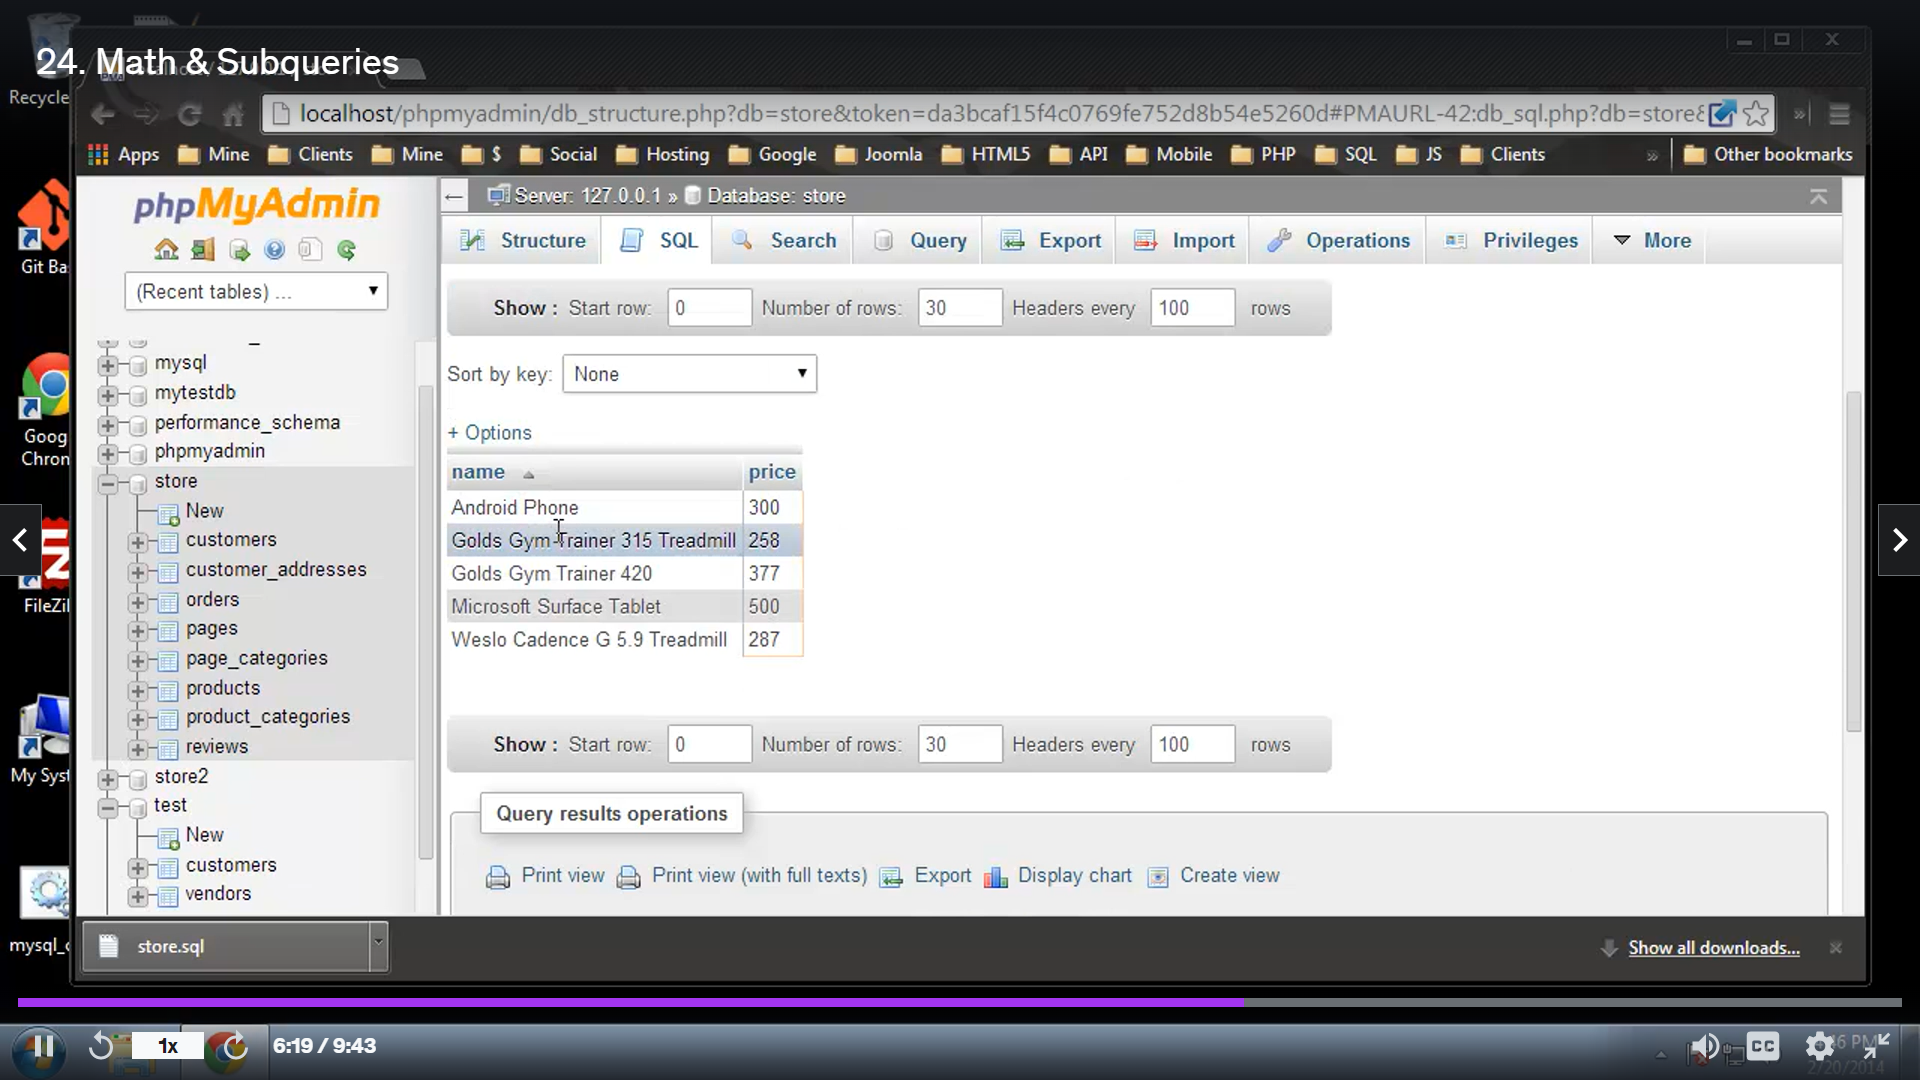 24. Math & Subqueries
Recycle
localhost/phpmyadmin/db_structure.php?db=store&token=da3bcaf15f4c0769fe752d8b54e5260d#PMAURL-42:db_sql.php?db=store&
Apps Mine Clients Mine $ Social Hosting Google Joomla HTML5 API Mobile PHP SQL JS Clients » Other bookmarks
phpMyAdmin
(Recent tables) ...
mysql
mytestdb
performance_schema
phpmyadmin
store
New
customers
customer_addresses
orders
pages
page_categories
products
product_categories
reviews
store2
test
New
customers
vendors
Server: 127.0.0.1 » Database: store
Structure SQL Search Query Export Import Operations Privileges More
Show : Start row: 0 Number of rows: 30 Headers every 100 rows
Sort by key: None
+ Options
name price
Android Phone 300
Golds Gym Trainer 315 Treadmill 258
Golds Gym Trainer 420 377
Microsoft Surface Tablet 500
Weslo Cadence G 5.9 Treadmill 287
Show : Start row: 0 Number of rows: 30 Headers every 100 rows
Query results operations
Print view Print view (with full texts) Export Display chart Create view
Git Ba
Goog
Chron
FileZil
My Syst
mysql_c
store.sql
Show all downloads...
1x
6:19 / 9:43
CC
2/20/2014